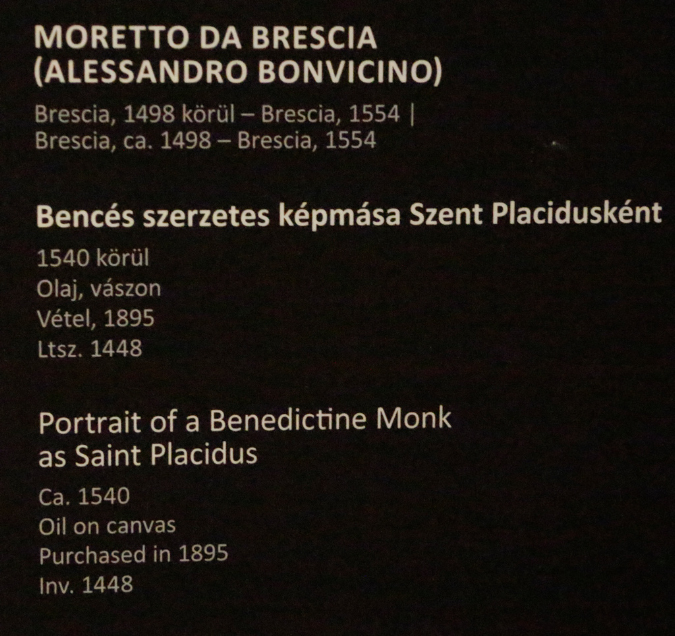 MORETTO DA BRESCIA
(ALESSANDRO BONVICINO)
Brescia, 1498 körül – Brescia, 1554 |
Brescia, ca. 1498 – Brescia, 1554
Bencés szerzetes képmása Szent Placidusként
1540 körül
Olaj, vászon
Vétel, 1895
Ltsz. 1448
Portrait of a Benedictine Monk
as Saint Placidus
Ca. 1540
Oil on canvas
Purchased in 1895
Inv. 1448